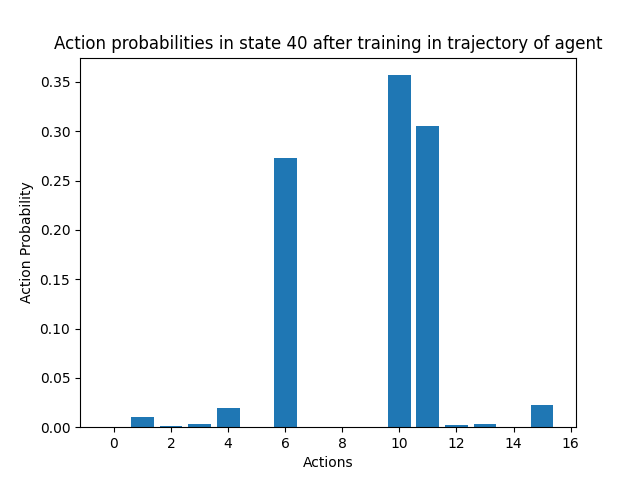 Action probabilities in state 40 after training in trajectory of agent
Action Probability
0.35
0.30
0.25
0.20
0.15
0.10
0.05
0.00
0 2 4 6 8 10 12 14 16
Actions